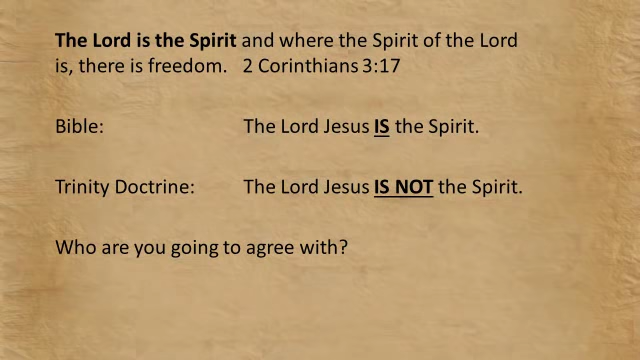 The Lord is the Spirit and where the Spirit of the Lord
is, there is freedom. 2 Corinthians 3:17
Bible: The Lord Jesus IS the Spirit.
Trinity Doctrine: The Lord Jesus IS NOT the Spirit.
Who are you going to agree with?